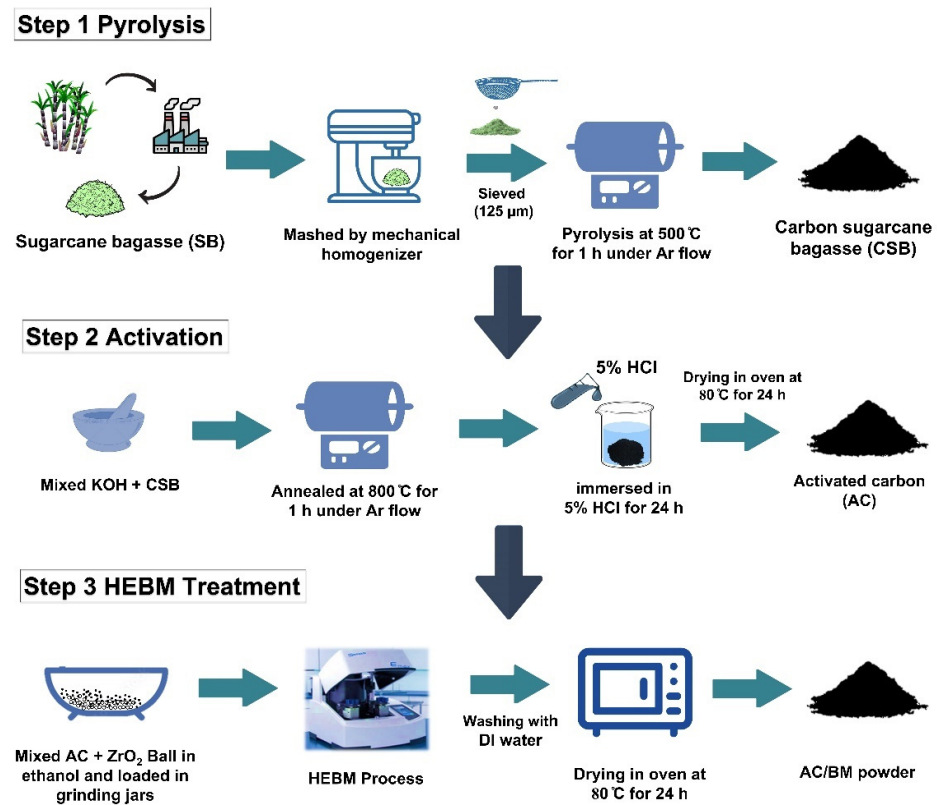 Step 1 Pyrolysis
Sugarcane bagasse (SB)
Mashed by mechanical
homogenizer
Sieved
(125 µm)
Pyrolysis at 500℃
for 1 h under Ar flow
Carbon sugarcane
bagasse (CSB)
Step 2 Activation
Mixed KOH + CSB
Annealed at 800℃ for
1 h under Ar flow
5% HCl
immersed in
5% HCl for 24 h
Drying in oven at
80℃ for 24 h
Activated carbon
(AC)
Step 3 HEBM Treatment
Mixed AC + ZrO₂ Ball in
ethanol and loaded in
grinding jars
HEBM Process
Washing with
DI water
Drying in oven at
80℃ for 24 h
AC/BM powder